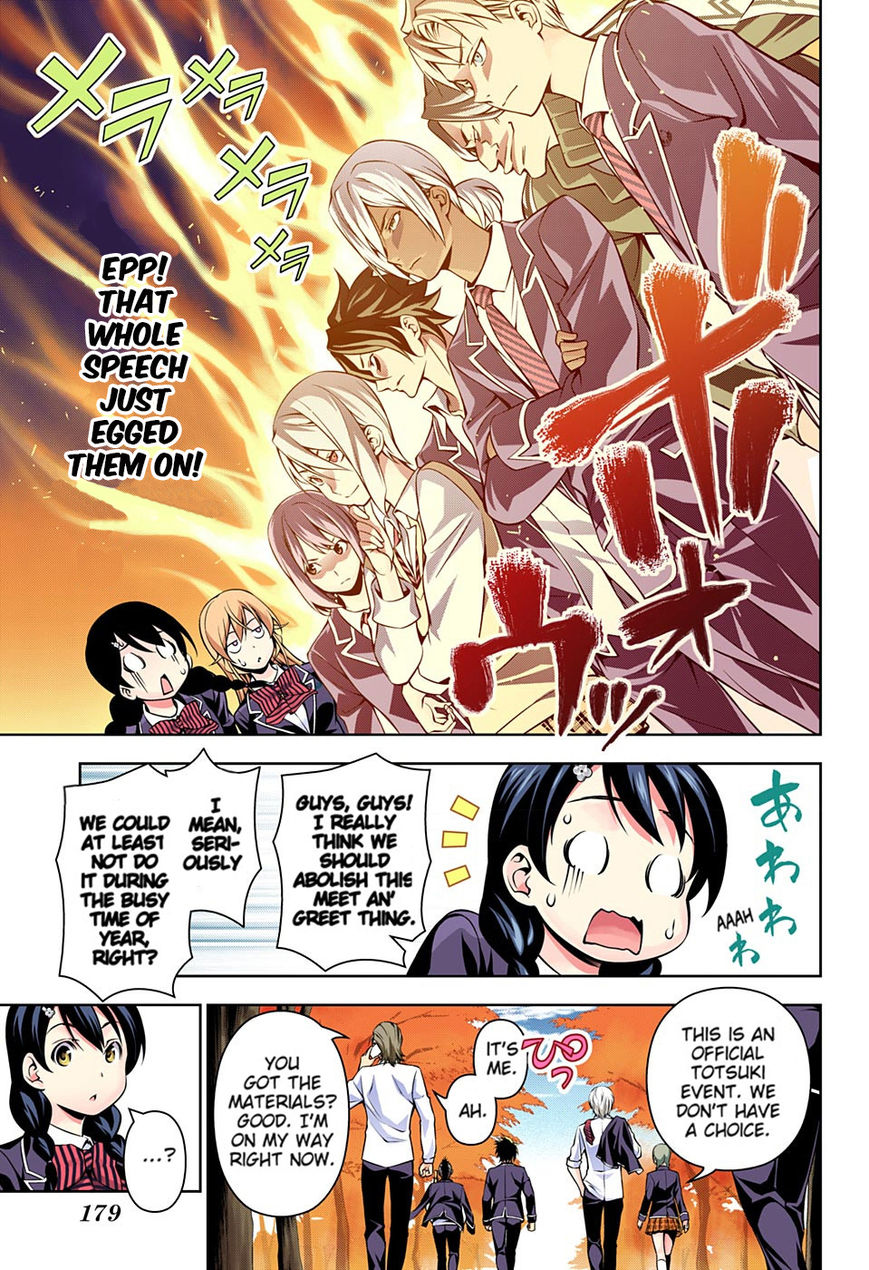 メラ
メラ
メラ
メラ
EPP!
THAT
WHOLE
SPEECH
JUST
EGGED
THEM ON!
ゴ
オ
ウッ
あわわわ
AAAH
GUYS, GUYS!
I REALLY
THINK WE
SHOULD
ABOLISH THIS
MEET AN'
GREET THING.
I
MEAN,
SERI-
OUSLY
WE COULD
AT LEAST
NOT DO
IT DURING
THE BUSY
TIME OF
YEAR,
RIGHT?
THIS IS AN
OFFICIAL
TOTSUKI
EVENT. WE
DON'T HAVE
A CHOICE.
ぴっ
IT'S
ME.
AH.
YOU
GOT THE
MATERIALS?
GOOD. I'M
ON MY WAY
RIGHT NOW.
...?
179